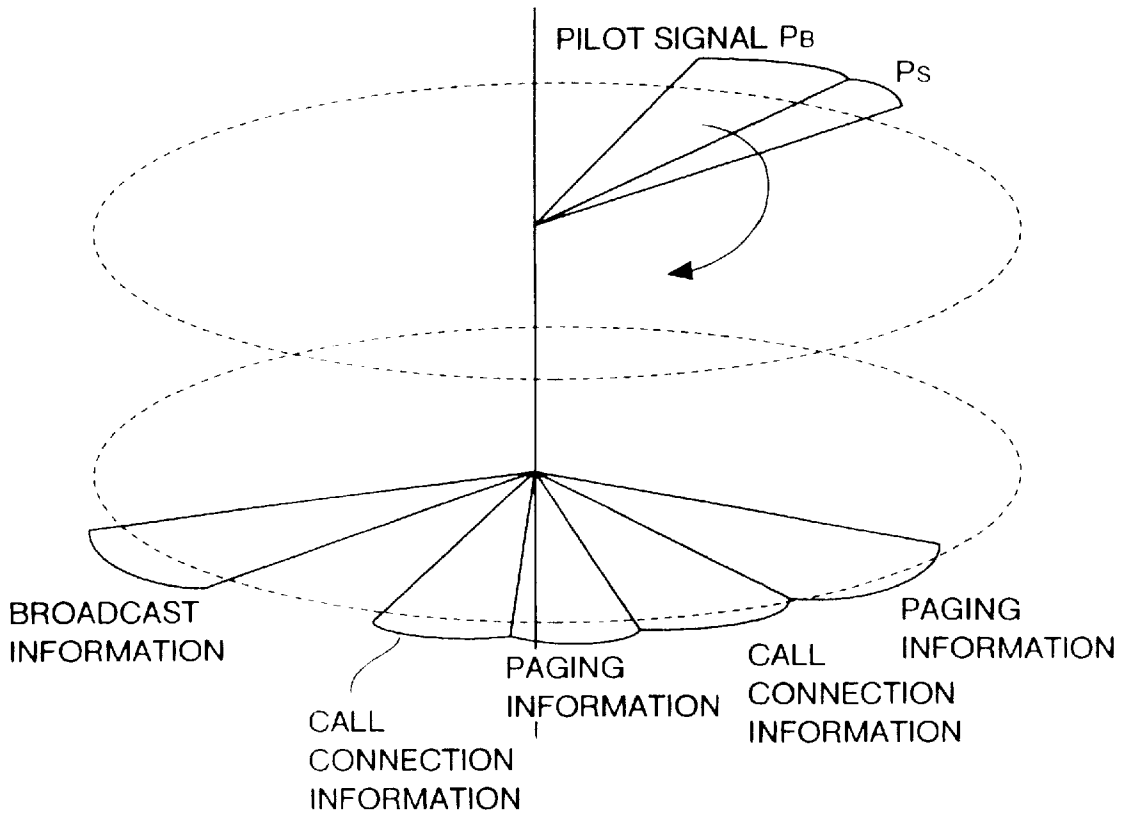 PILOT SIGNAL PB
PS
BROADCAST
INFORMATION
CALL
CONNECTION
INFORMATION
PAGING
INFORMATION
CALL
CONNECTION
INFORMATION
PAGING
INFORMATION